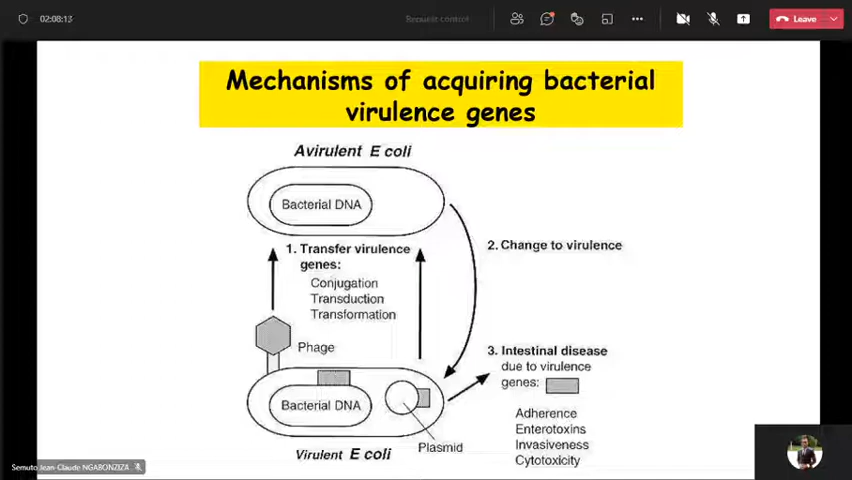 02:08:13
Request control
Leave
Mechanisms of acquiring bacterial
virulence genes
Avirulent E coli
Bacterial DNA
1. Transfer virulence
genes:
Conjugation
Transduction
Transformation
2. Change to virulence
Phage
3. Intestinal disease
due to virulence
genes:
Bacterial DNA
Adherence
Enterotoxins
Invasiveness
Cytotoxicity
Plasmid
Virulent E coli
Semuto Jean-Claude NGABONZIZA